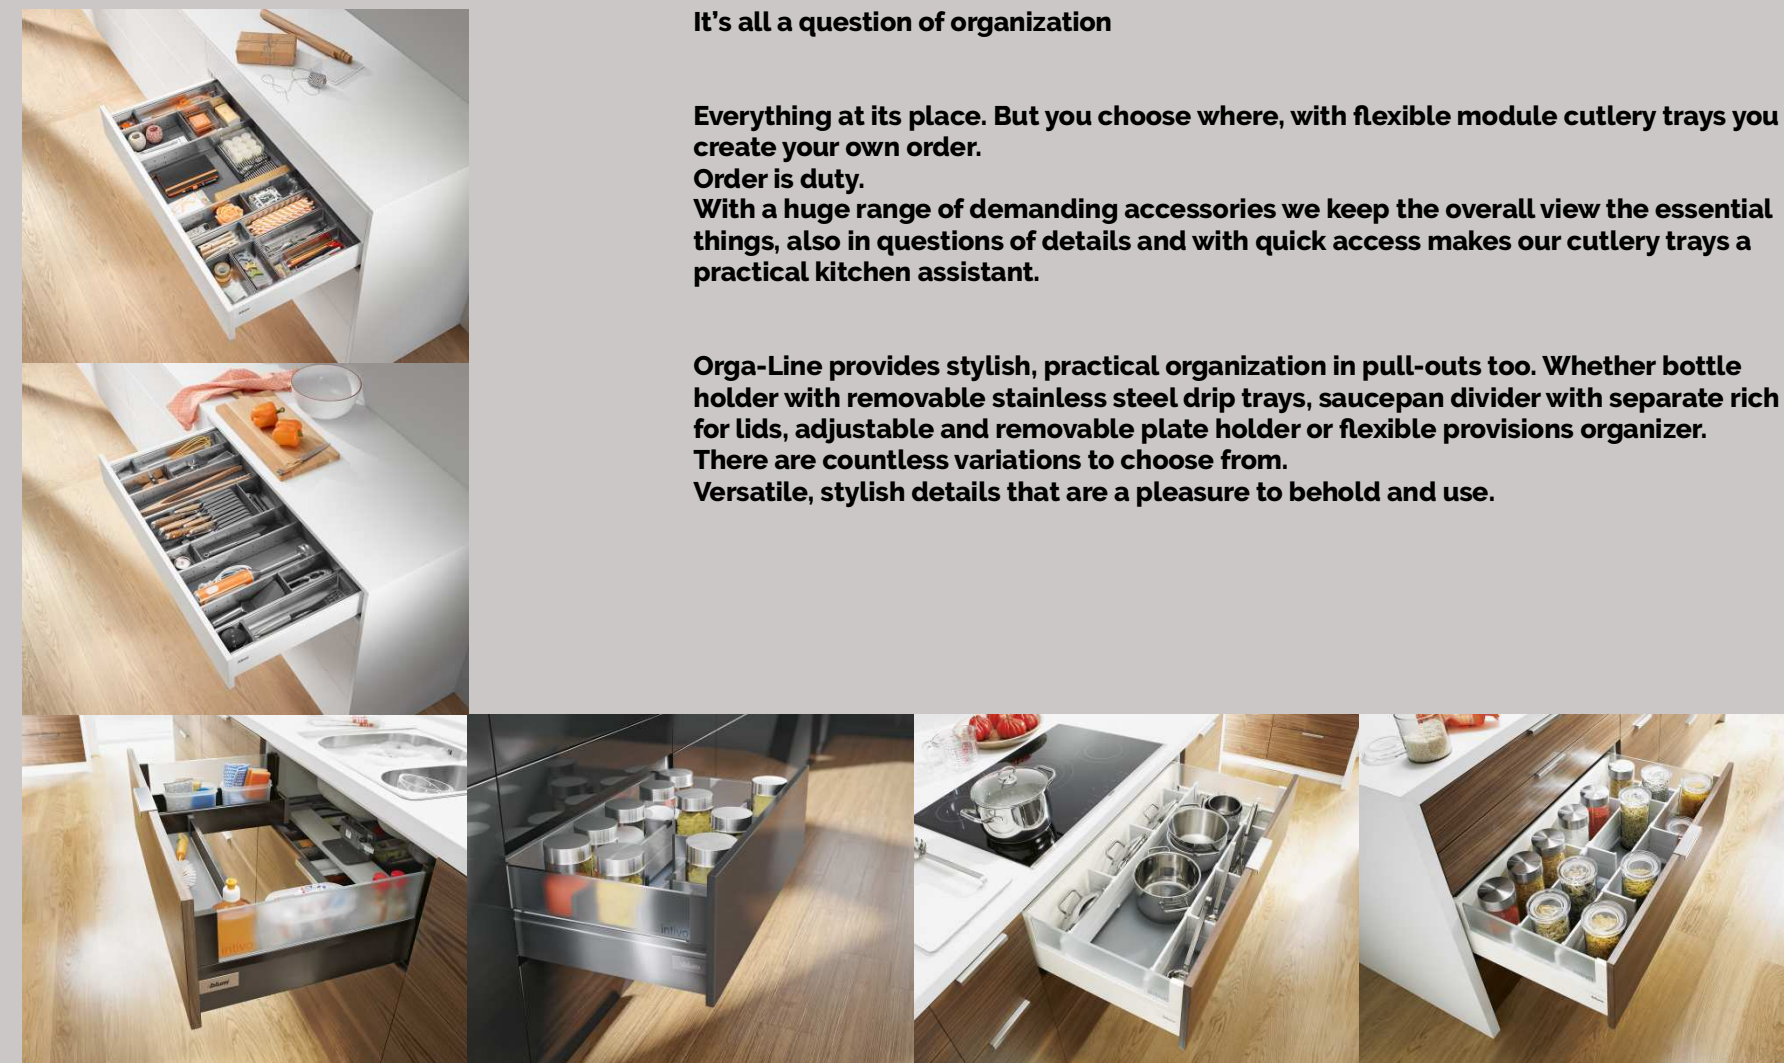 It’s all a question of organization
Everything at its place. But you choose where, with flexible module cutlery trays you
create your own order.
Order is duty.
With a huge range of demanding accessories we keep the overall view the essential
things, also in questions of details and with quick access makes our cutlery trays a
practical kitchen assistant.
Orga-Line provides stylish, practical organization in pull-outs too. Whether bottle
holder with removable stainless steel drip trays, saucepan divider with separate rich
for lids, adjustable and removable plate holder or flexible provisions organizer.
There are countless variations to choose from.
Versatile, stylish details that are a pleasure to behold and use.
intivo
blum
intivo